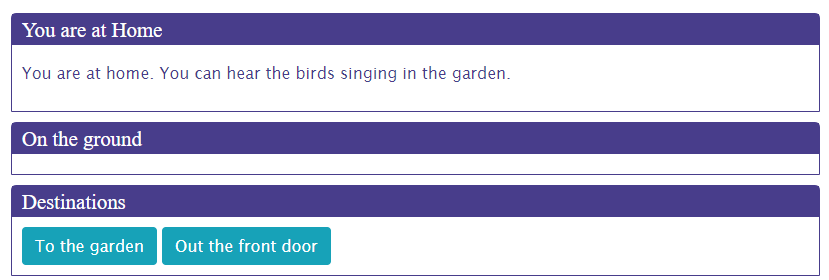 You are at Home
You are at home. You can hear the birds singing in the garden.
On the ground
Destinations
To the garden Out the front door